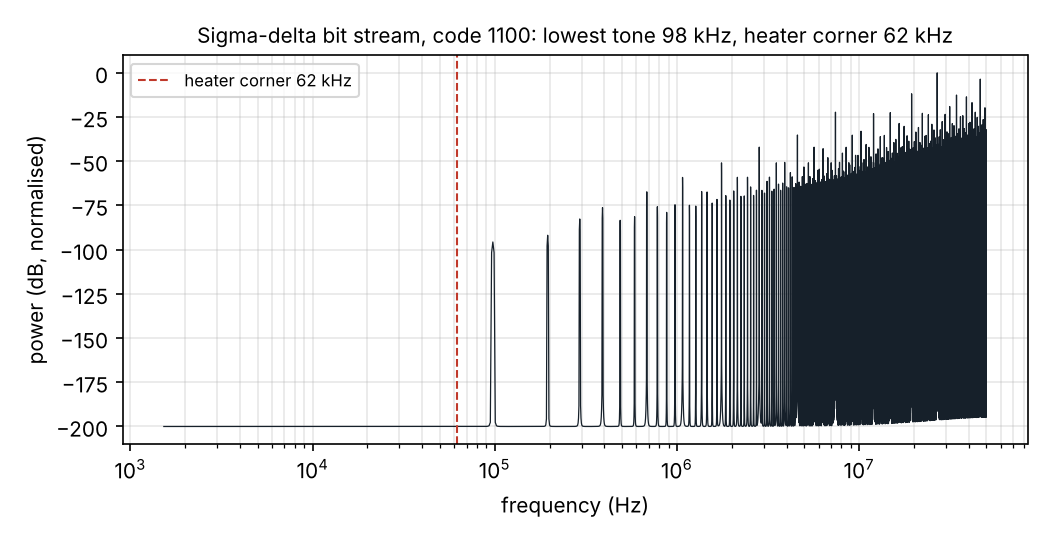 Sigma-delta bit stream, code 1100: lowest tone 98 kHz, heater corner 62 kHz
heater corner 62 kHz
power (dB, normalised)
0
−25
−50
−75
−100
−125
−150
−175
−200
10³ 10⁴ 10⁵ 10⁶ 10⁷
frequency (Hz)